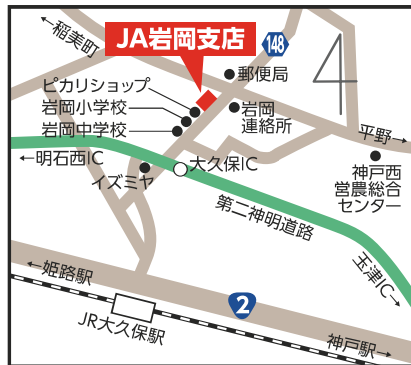 ←稲美町
JA岩岡支店
148
ピカリショップ
岩岡小学校
岩岡中学校
郵便局
岩岡
連絡所
4
平野→
←明石西IC
イズミヤ
大久保IC
神戸西
営農総合
センター
第二神明道路
玉津IC→
←姫路駅
2
JR大久保駅
神戸駅→